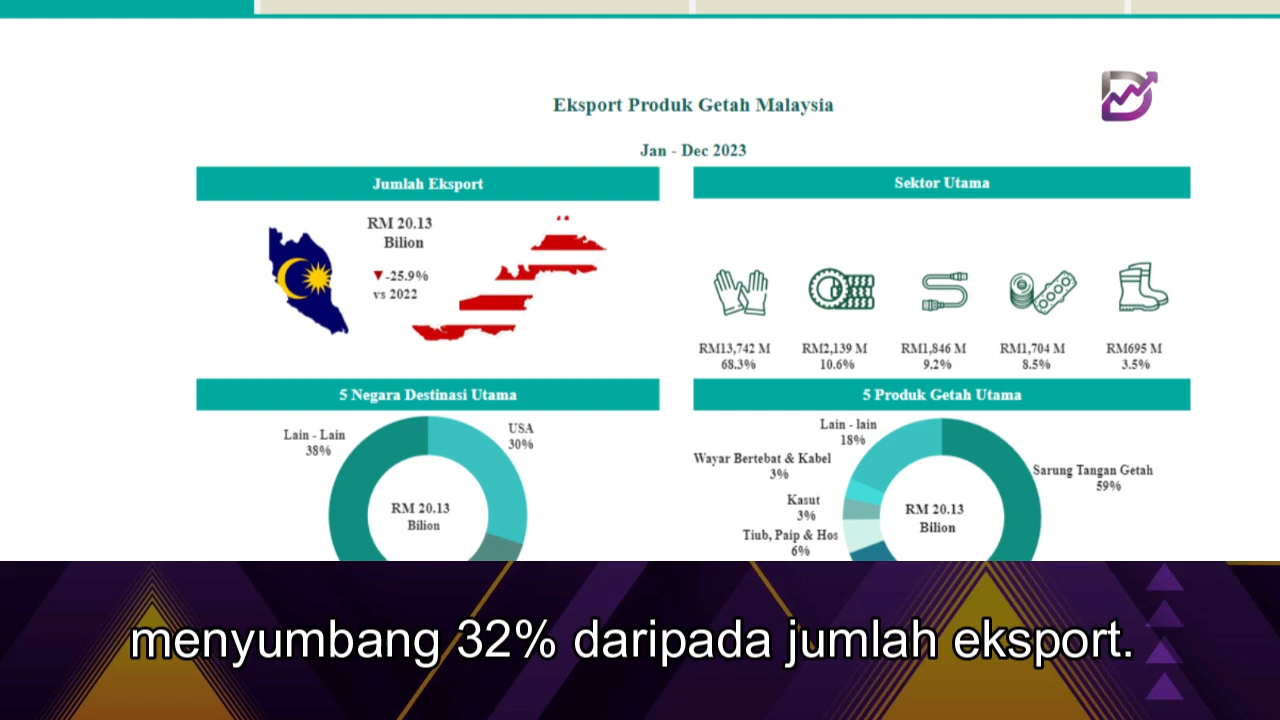 Eksport Produk Getah Malaysia
Jan - Dec 2023
Jumlah Eksport
RM 20.13
Bilion
▼-25.9%
vs 2022
Sektor Utama
RM13,742 M
68.3%
RM2,139 M
10.6%
RM1,846 M
9.2%
RM1,704 M
8.5%
RM695 M
3.5%
5 Negara Destinasi Utama
Lain - Lain
38%
USA
30%
RM 20.13
Bilion
5 Produk Getah Utama
Lain - lain
18%
Wayar Bertebat & Kabel
3%
Kasut
3%
Tiub, Paip & Hos
6%
Sarung Tangan Getah
59%
RM 20.13
Bilion
menyumbang 32% daripada jumlah eksport.